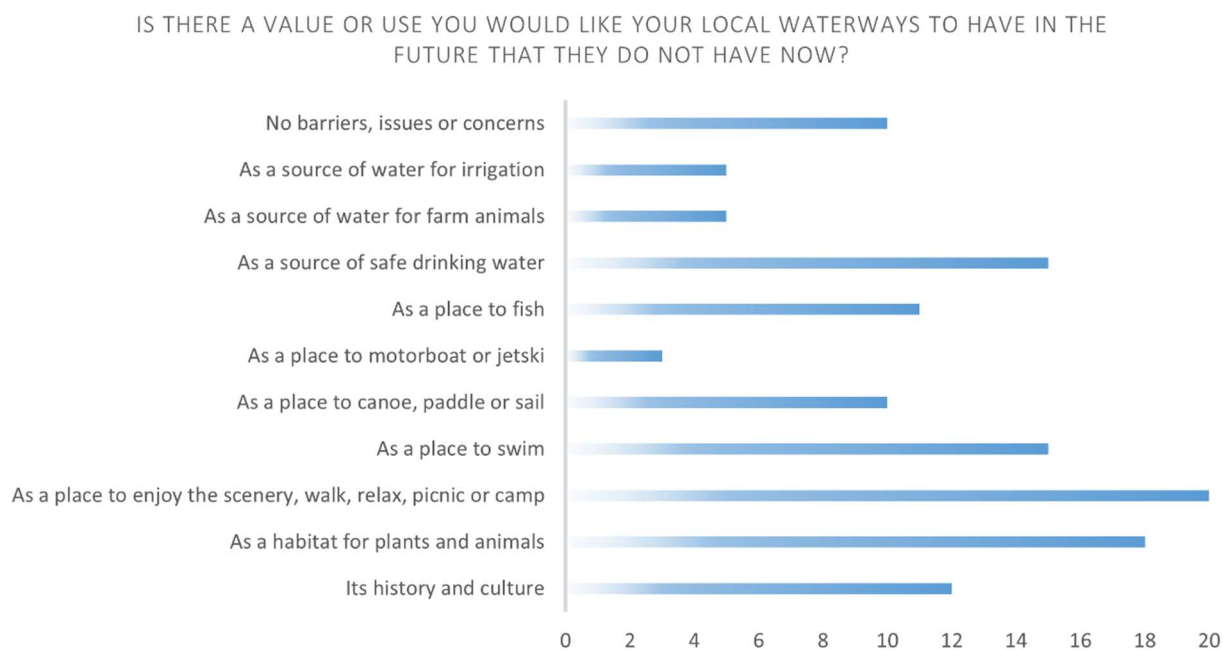 IS THERE A VALUE OR USE YOU WOULD LIKE YOUR LOCAL WATERWAYS TO HAVE IN THE
FUTURE THAT THEY DO NOT HAVE NOW?
No barriers, issues or concerns
As a source of water for irrigation
As a source of water for farm animals
As a source of safe drinking water
As a place to fish
As a place to motorboat or jetski
As a place to canoe, paddle or sail
As a place to swim
As a place to enjoy the scenery, walk, relax, picnic or camp
As a habitat for plants and animals
Its history and culture
0 2 4 6 8 10 12 14 16 18 20